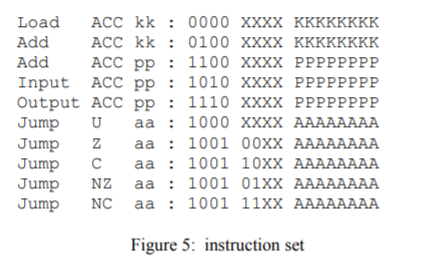 Load ACC kk : 0000 XXXX KKKKKKKK
Add ACC kk : 0100 XXXX KKKKKKKK
Add ACC pp : 1100 XXXX PPPPPPPP
Input ACC pp : 1010 XXXX PPPPPPPP
Output ACC pp : 1110 XXXX PPPPPPPP
Jump U aa : 1000 XXXX AAAAAAAA
Jump Z aa : 1001 00XX AAAAAAAA
Jump C aa : 1001 10XX AAAAAAAA
Jump NZ aa : 1001 01XX AAAAAAAA
Jump NC aa : 1001 11XX AAAAAAAA
Figure 5: instruction set